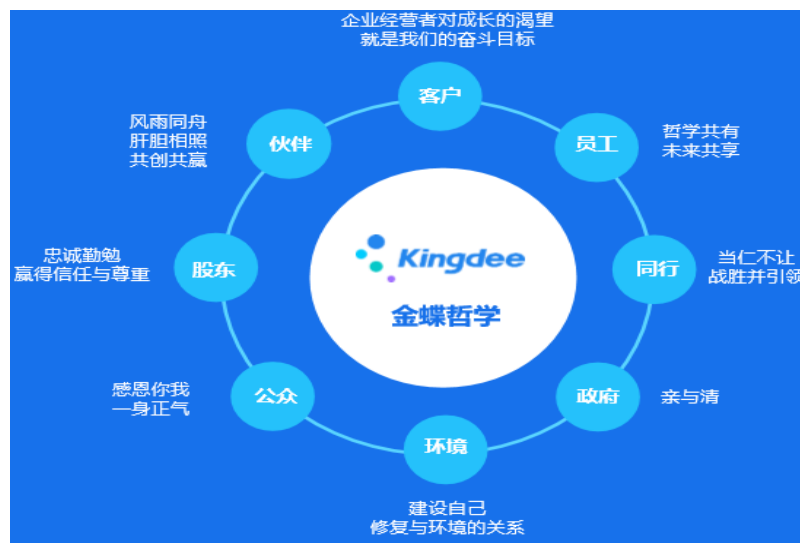 企业经营者对成长的渴望
就是我们的奋斗目标
客户
员工
哲学共有
未来共享
同行
当仁不让
战胜并引领
政府
亲与清
环境
建设自己
修复与环境的关系
公众
感恩你我
一身正气
股东
忠诚勤勉
赢得信任与尊重
伙伴
风雨同舟
肝胆相照
共创共赢
Kingdee
金蝶哲学